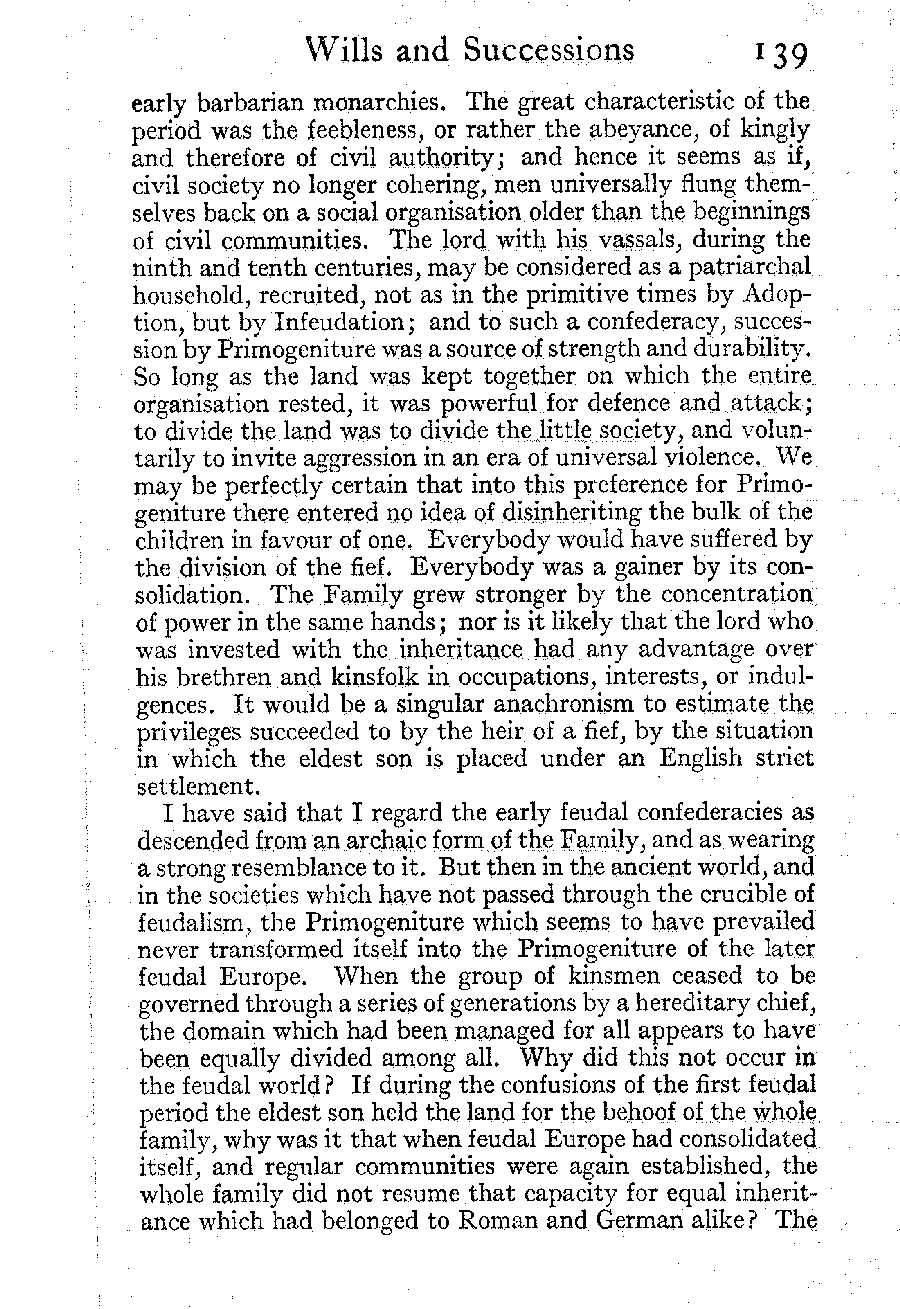 Wills and Successions 139
early barbarian monarchies. The great characteristic of the
period was the feebleness, or rather the abeyance, of kingly
and therefore of civil authority; and hence it seems as if,
civil society no longer cohering, men universally flung them-
selves back on a social organisation older than the beginnings
of civil communities. The lord with his vassals, during the
ninth and tenth centuries, may be considered as a patriarchal
household, recruited, not as in the primitive times by Adop-
tion, but by Infeudation; and to such a confederacy, succes-
sion by Primogeniture was a source of strength and durability.
So long as the land was kept together on which the entire
organisation rested, it was powerful for defence and attack;
to divide the land was to divide the little society, and volun-
tarily to invite aggression in an era of universal violence. We
may be perfectly certain that into this preference for Primo-
geniture there entered no idea of disinheriting the bulk of the
children in favour of one. Everybody would have suffered by
the division of the fief. Everybody was a gainer by its con-
solidation. The Family grew stronger by the concentration
of power in the same hands; nor is it likely that the lord who
was invested with the inheritance had any advantage over
his brethren and kinsfolk in occupations, interests, or indul-
gences. It would be a singular anachronism to estimate the
privileges succeeded to by the heir of a fief, by the situation
in which the eldest son is placed under an English strict
settlement.
I have said that I regard the early feudal confederacies as
descended from an archaic form of the Family, and as wearing
a strong resemblance to it. But then in the ancient world, and
in the societies which have not passed through the crucible of
feudalism, the Primogeniture which seems to have prevailed
never transformed itself into the Primogeniture of the later
feudal Europe. When the group of kinsmen ceased to be
governed through a series of generations by a hereditary chief,
the domain which had been managed for all appears to have
been equally divided among all. Why did this not occur in
the feudal world? If during the confusions of the first feudal
period the eldest son held the land for the behoof of the whole
family, why was it that when feudal Europe had consolidated
itself, and regular communities were again established, the
whole family did not resume that capacity for equal inherit-
ance which had belonged to Roman and German alike? The